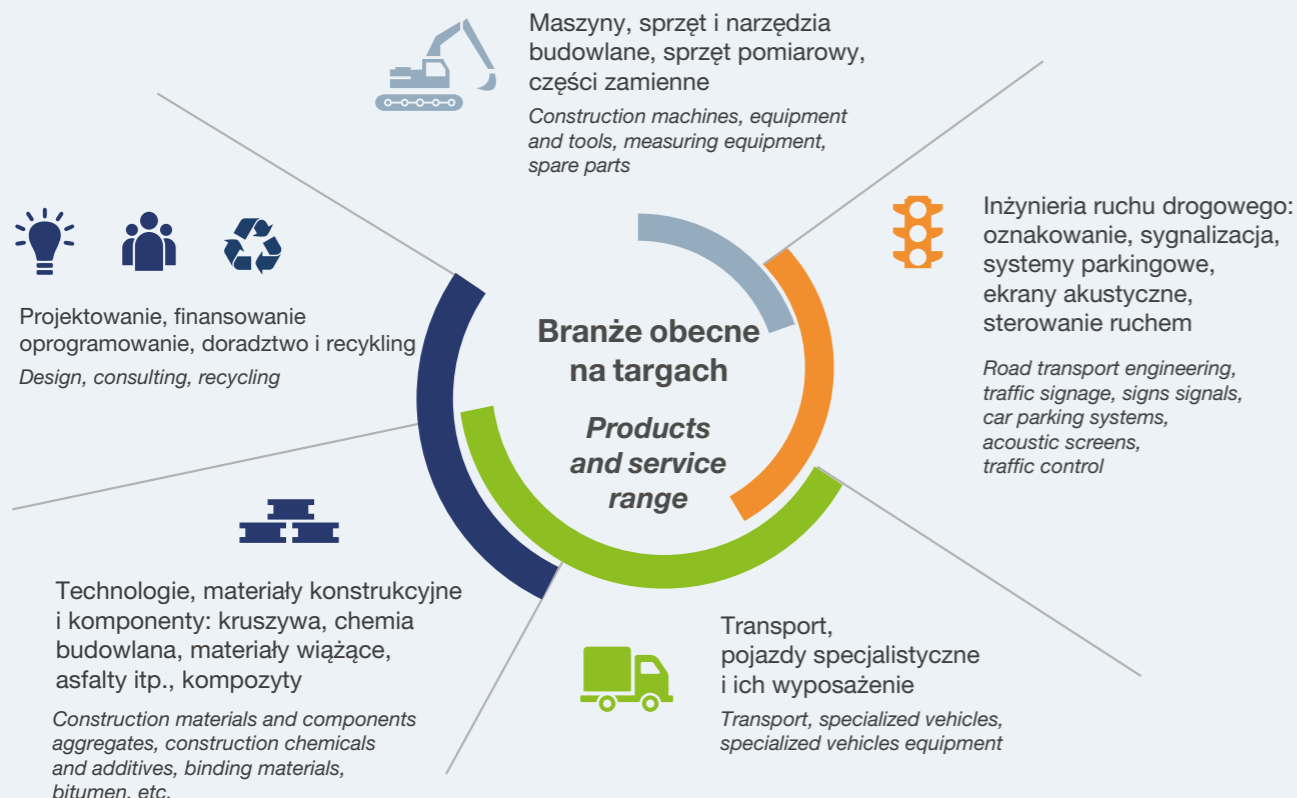 Maszyny, sprzęt i narzędzia
budowlane, sprzęt pomiarowy,
części zamienne
Construction machines, equipment
and tools, measuring equipment,
spare parts
Inżynieria ruchu drogowego:
oznakowanie, sygnalizacja,
systemy parkingowe,
ekrany akustyczne,
sterowanie ruchem
Road transport engineering,
traffic signage, signs signals,
car parking systems,
acoustic screens,
traffic control
Projektowanie, finansowanie
oprogramowanie, doradztwo i recykling
Design, consulting, recycling
Branże obecne
na targach
Products
and service
range
Technologie, materiały konstrukcyjne
i komponenty: kruszywa, chemia
budowlana, materiały wiążące,
asfalty itp., kompozyty
Construction materials and components
aggregates, construction chemicals
and additives, binding materials,
bitumen, etc.
Transport,
pojazdy specjalistyczne
i ich wyposażenie
Transport, specialized vehicles,
specialized vehicles equipment